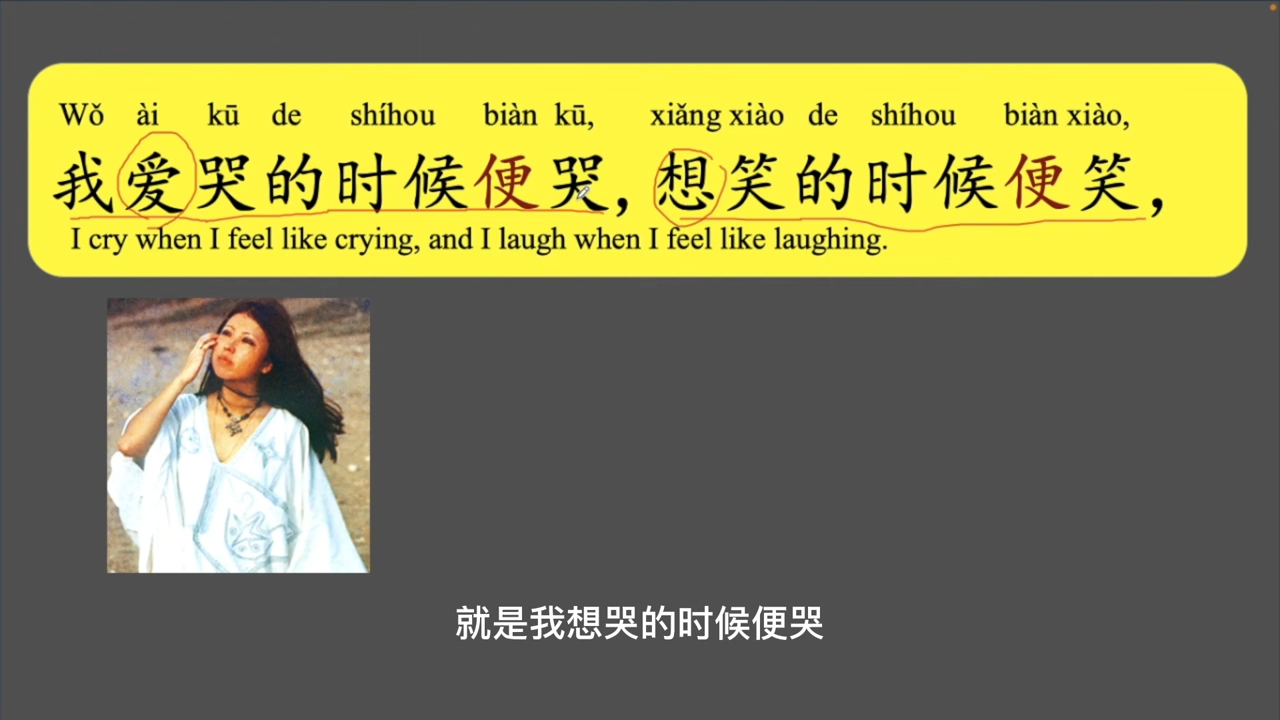 Wǒ ài kū de shíhou biàn kū, xiǎng xiào de shíhou biàn xiào,
我爱哭的时候便哭，想笑的时候便笑，
I cry when I feel like crying, and I laugh when I feel like laughing.
就是我想哭的时候便哭